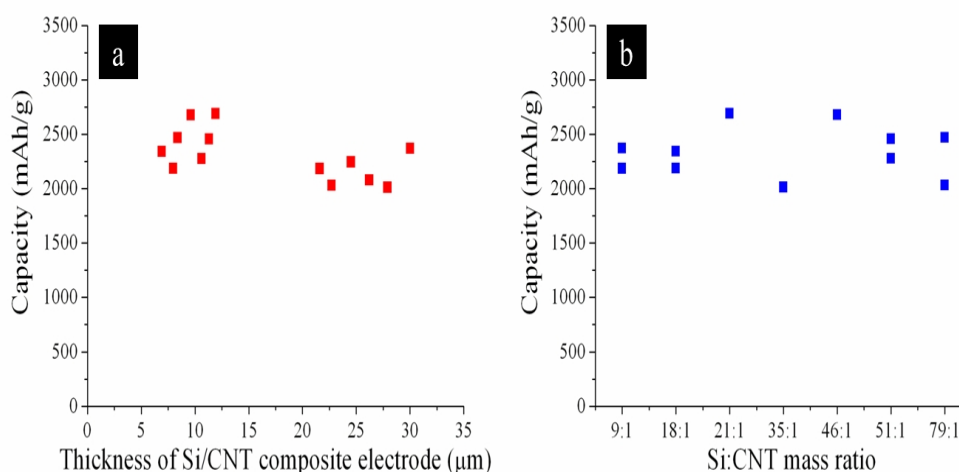 a
3500
3000
2500
2000
1500
1000
500
0
Capacity (mAh/g)
0 5 10 15 20 25 30 35
Thickness of Si/CNT composite electrode (μm)
b
3500
3000
2500
2000
1500
1000
500
0
Capacity (mAh/g)
9:1 18:1 21:1 35:1 46:1 51:1 79:1
Si:CNT mass ratio